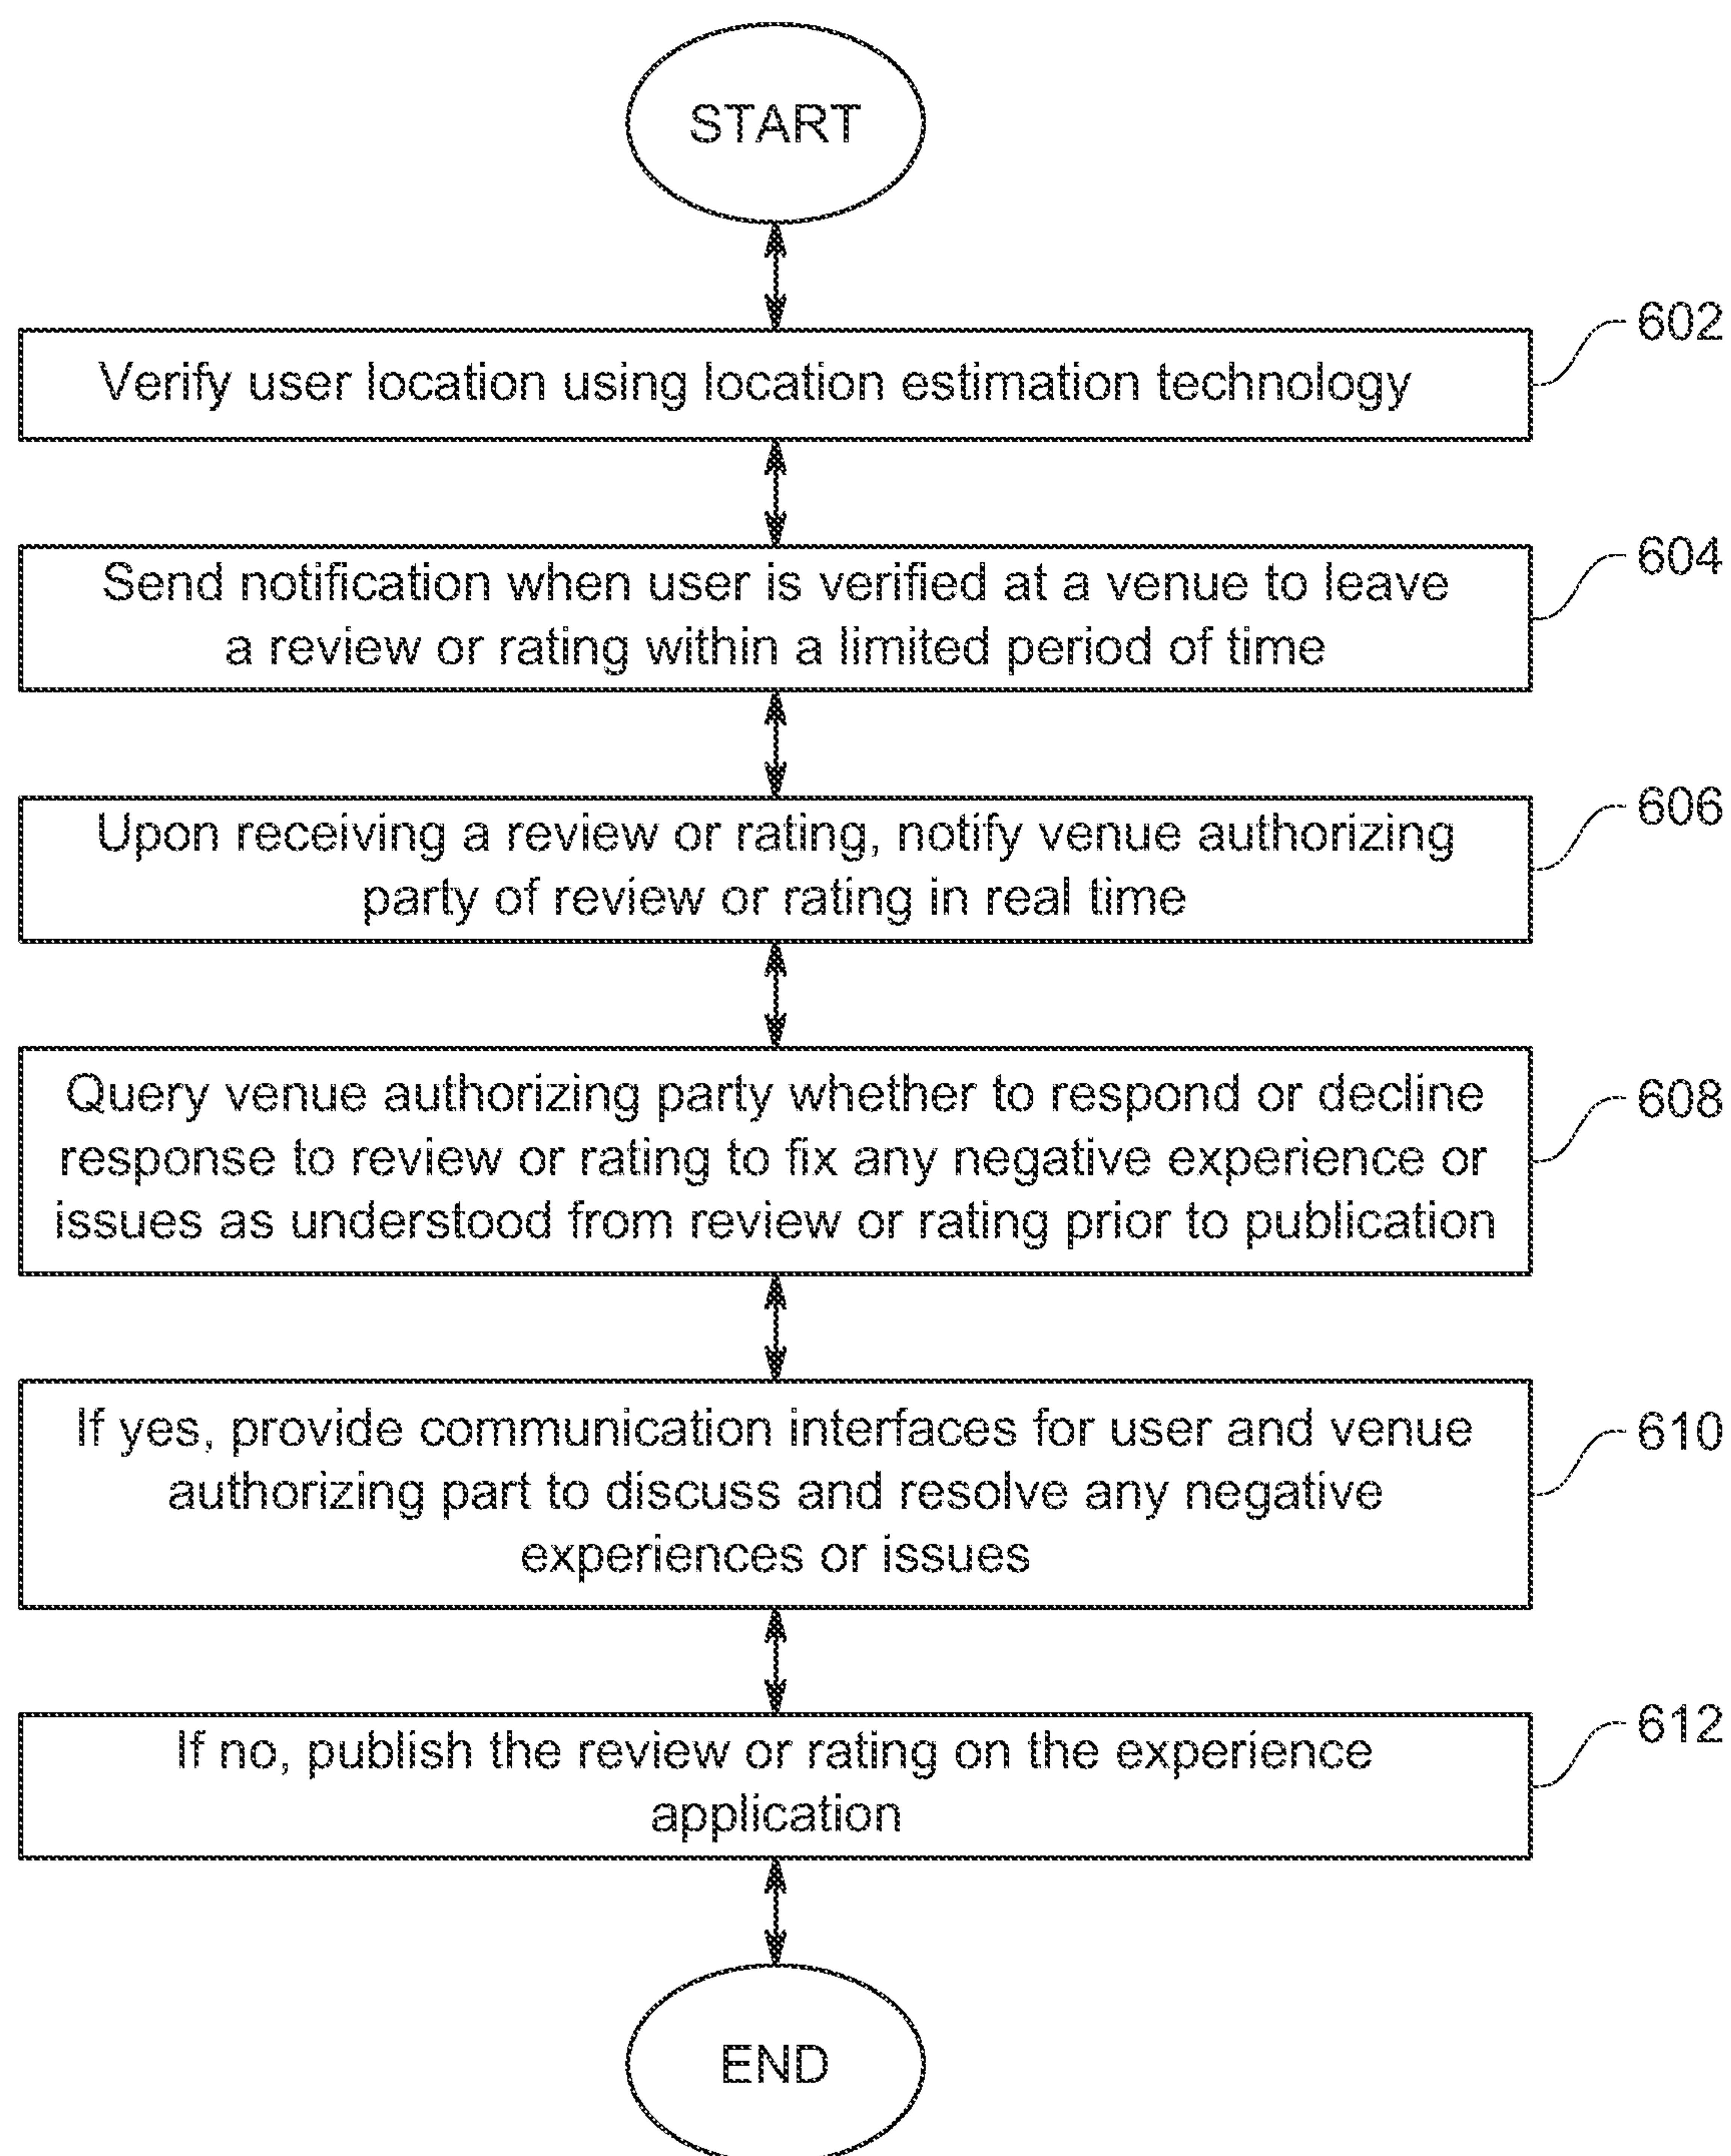 START
602
Verify user location using location estimation technology
604
Send notification when user is verified at a venue to leave
a review or rating within a limited period of time
606
Upon receiving a review or rating, notify venue authorizing
party of review or rating in real time
608
Query venue authorizing party whether to respond or decline
response to review or rating to fix any negative experience or
issues as understood from review or rating prior to publication
610
If yes, provide communication interfaces for user and venue
authorizing part to discuss and resolve any negative
experiences or issues
612
If no, publish the review or rating on the experience
application
END